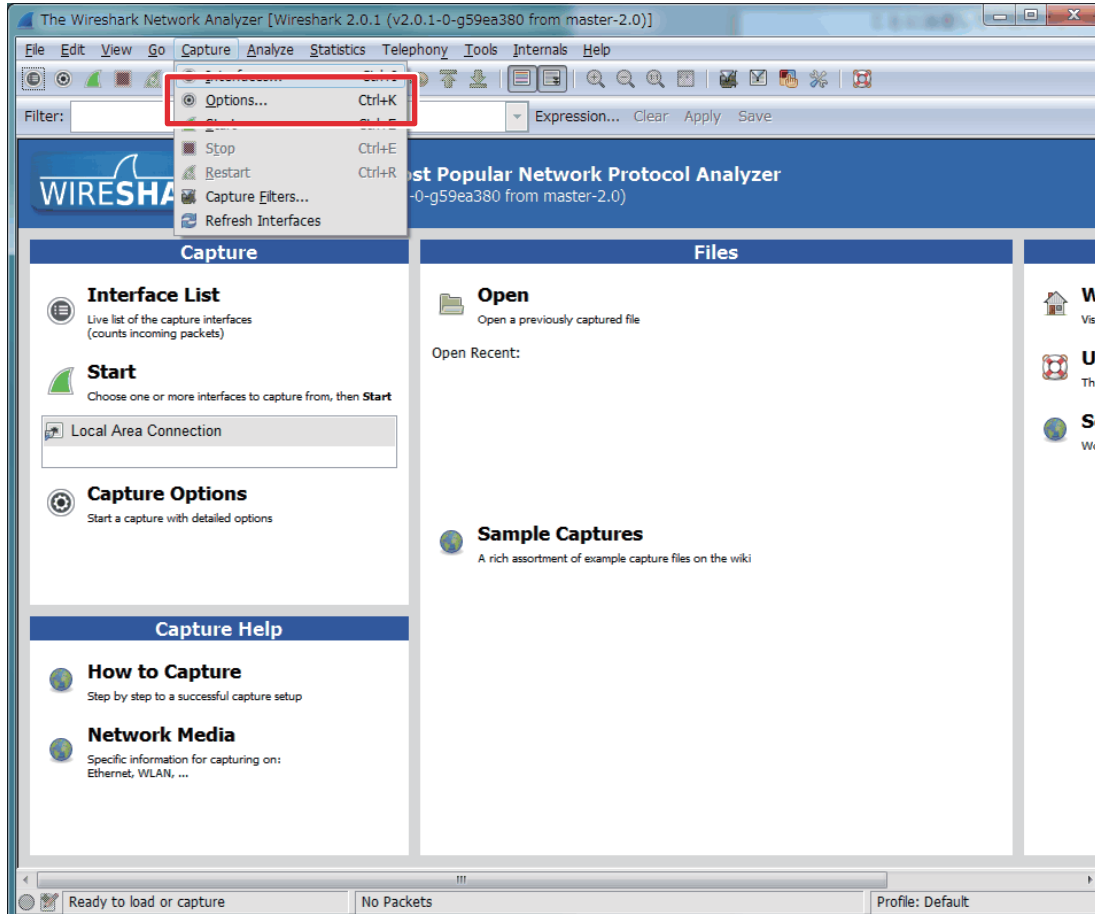 The Wireshark Network Analyzer [Wireshark 2.0.1 (v2.0.1-0-g59ea380 from master-2.0)]
File Edit View Go Capture Analyze Statistics Telephony Tools Internals Help
Options... Ctrl+K
Filter: Expression... Clear Apply Save
Stop Ctrl+E
Restart Ctrl+R
Capture Filters...
Refresh Interfaces
Popular Network Protocol Analyzer
-0-g59ea380 from master-2.0)
Capture
Interface List
Live list of the capture interfaces
(counts incoming packets)
Start
Choose one or more interfaces to capture from, then Start
Local Area Connection
Capture Options
Start a capture with detailed options
Capture Help
How to Capture
Step by step to a successful capture setup
Network Media
Specific information for capturing on:
Ethernet, WLAN, ...
Files
Open
Open a previously captured file
Open Recent:
Sample Captures
A rich assortment of example capture files on the wiki
Ready to load or capture No Packets Profile: Default